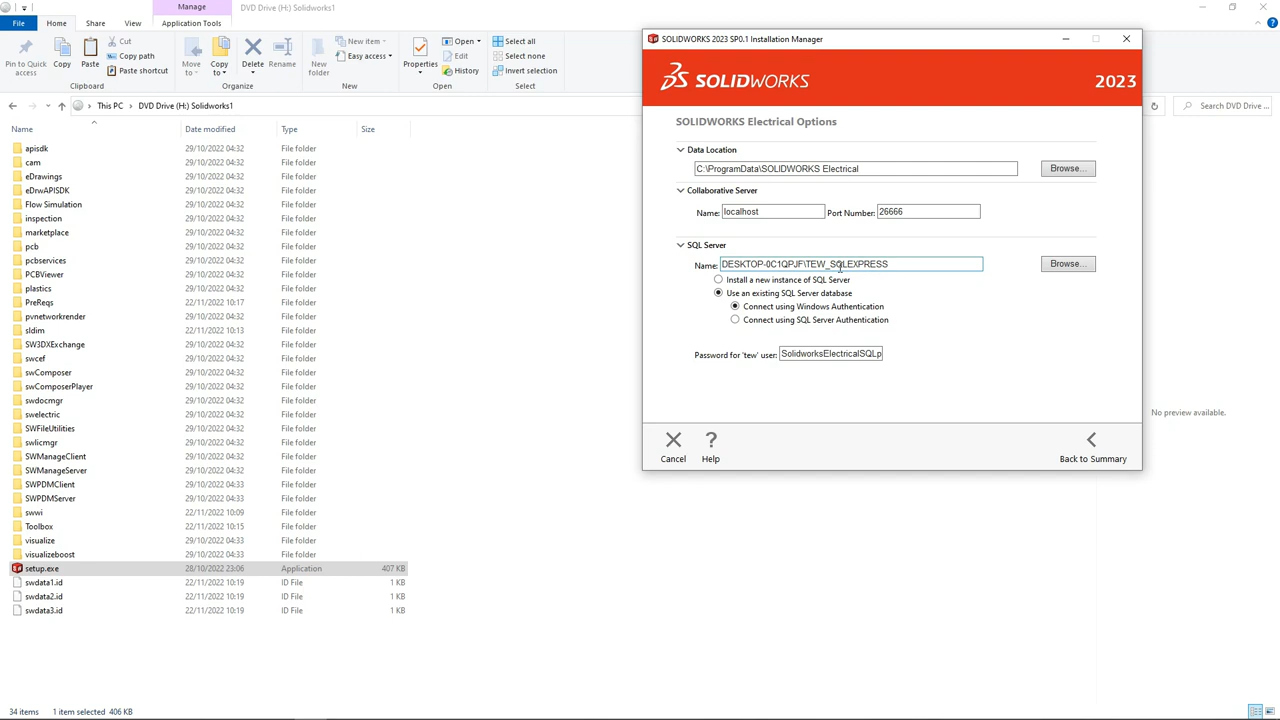 Manage
DVD Drive (H:) Solidworks1
File Home Share View Application Tools
Pin to Quick access
Copy
Paste
Cut
Copy path
Paste shortcut
Move to
Copy to
Delete
Rename
New folder
New item
Easy access
Properties
Open
Edit
History
Select all
Select none
Invert selection
Clipboard Organize New Open Select
This PC DVD Drive (H:) Solidworks1
Search DVD Drive ...
Name Date modified Type Size
apisdk 29/10/2022 04:32 File folder
cam 29/10/2022 04:32 File folder
eDrawings 29/10/2022 04:32 File folder
eDrwAPISDK 29/10/2022 04:32 File folder
Flow Simulation 29/10/2022 04:32 File folder
inspection 29/10/2022 04:32 File folder
marketplace 29/10/2022 04:32 File folder
pcb 29/10/2022 04:32 File folder
pcbservices 29/10/2022 04:32 File folder
PCBViewer 29/10/2022 04:32 File folder
plastics 29/10/2022 04:32 File folder
PreReqs 22/11/2022 10:17 File folder
pvnetworkrender 29/10/2022 04:32 File folder
sldim 22/11/2022 10:13 File folder
SW3DXExchange 29/10/2022 04:32 File folder
swcef 29/10/2022 04:32 File folder
swComposer 29/10/2022 04:32 File folder
swComposerPlayer 29/10/2022 04:32 File folder
swdocmgr 29/10/2022 04:32 File folder
swelectric 29/10/2022 04:32 File folder
SWFileUtilities 29/10/2022 04:32 File folder
swlicmgr 29/10/2022 04:32 File folder
SWManageClient 29/10/2022 04:32 File folder
SWManageServer 29/10/2022 04:32 File folder
SWPDMClient 29/10/2022 04:33 File folder
SWPDMServer 29/10/2022 04:33 File folder
swwi 22/11/2022 10:09 File folder
Toolbox 22/11/2022 10:15 File folder
visualize 29/10/2022 04:33 File folder
visualizeboost 29/10/2022 04:33 File folder
setup.exe 28/10/2022 23:06 Application 407 KB
swdata1.id 22/11/2022 10:19 ID File 1 KB
swdata2.id 22/11/2022 10:19 ID File 1 KB
swdata3.id 22/11/2022 10:19 ID File 1 KB
34 items 1 item selected 406 KB
No preview available.
SOLIDWORKS 2023 SP0.1 Installation Manager
SOLIDWORKS 2023
SOLIDWORKS Electrical Options
Data Location
C:\ProgramData\SOLIDWORKS Electrical Browse...
Collaborative Server
Name: localhost Port Number: 26666
SQL Server
Name: DESKTOP-0C1QPJF\TEW_SQLEXPRESS Browse...
Install a new instance of SQL Server
Use an existing SQL Server database
Connect using Windows Authentication
Connect using SQL Server Authentication
Password for 'tew' user: SolidworksElectricalSQLp
Cancel Help Back to Summary